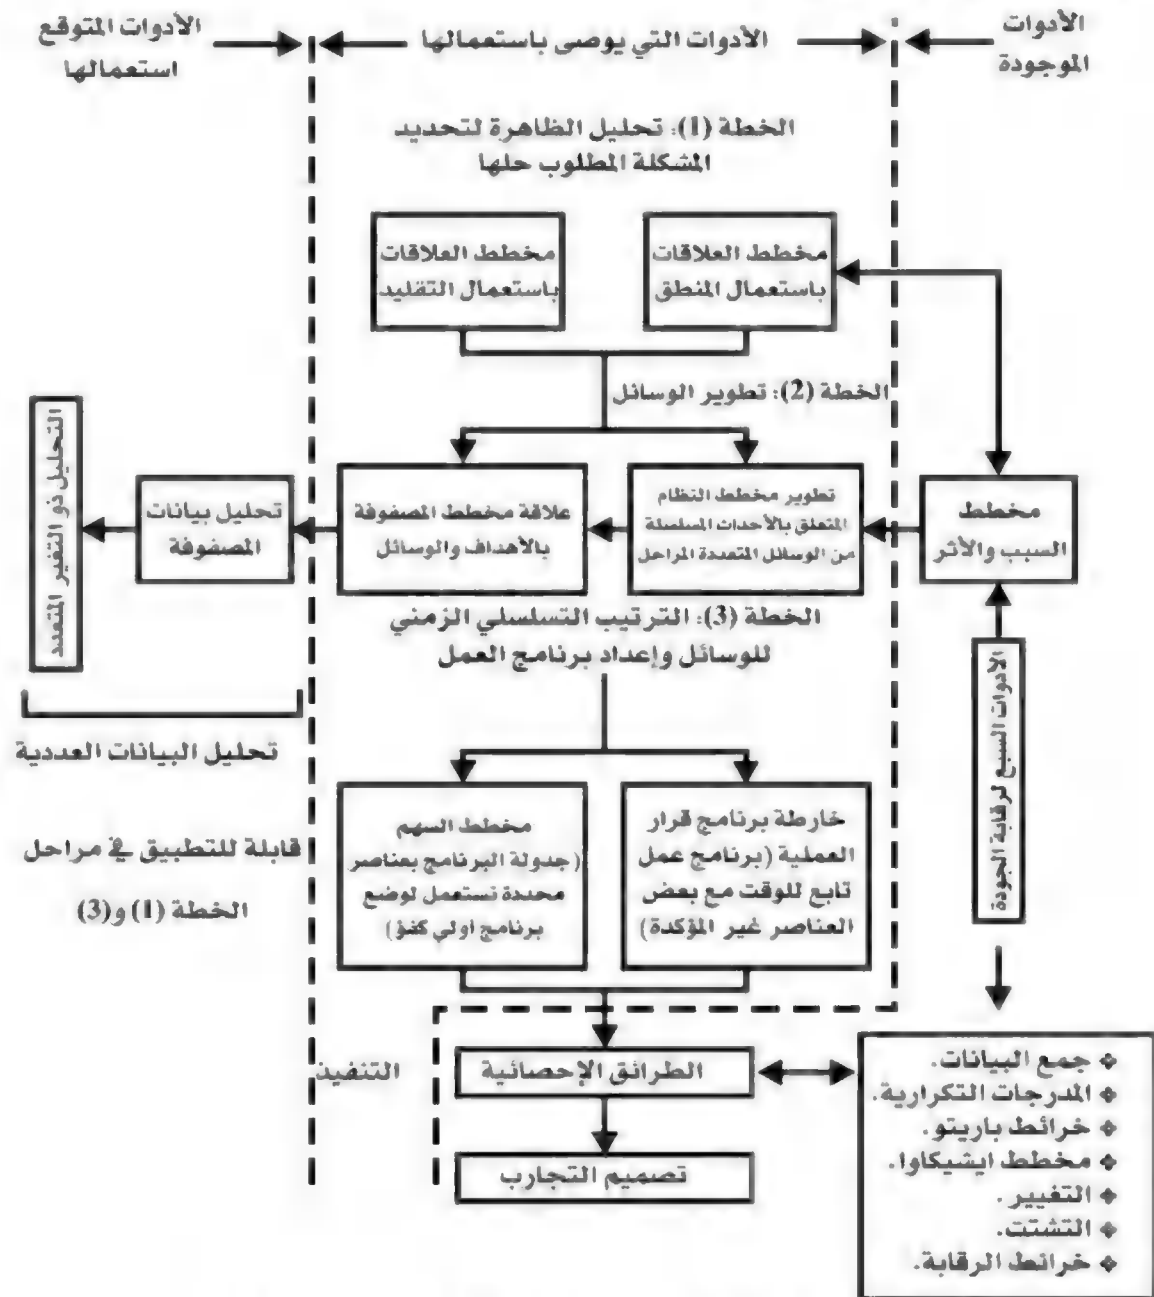 الأدوات
الموجودة
الأدوات التي يوصى باستعمالها
الأدوات المتوقع
استعمالها
الخطة (1): تحليل الظاهرة لتحديد
المشكلة المطلوب حلها
مخطط العلاقات
باستعمال المنطق
مخطط العلاقات
باستعمال التقليد
الخطة (2): تطوير الوسائل
مخطط
السبب والأثر
تطوير مخطط النظام
المتعلق بالأحداث المسلسلة
من الوسائل المتعددة المراحل
علاقة مخطط المصفوفة
بالأهداف والوسائل
تحليل بيانات
المصفوفة
التحليل ذو التغير المتعدد
الخطة (3): الترتيب التسلسلي الزمني
للوسائل وإعداد برنامج العمل
الأدوات السبع لرقابة الجودة
تحليل البيانات العددية
خارطة برنامج قرار
العملية (برنامج عمل
تابع للوقت مع بعض
العناصر غير المؤكدة)
مخطط السهم
(جدولة البرنامج بعناصر
محددة تستعمل لوضع
برنامج اولي كفؤ)
قابلة للتطبيق في مراحل
الخطة (1) و(3)
الطرائق الإحصائية
التنفيذ
تصميم التجارب
❖ جمع البيانات.
❖ المدرجات التكرارية.
❖ خرائط باريتو.
❖ مخطط ايشيكاوا.
❖ التغيير.
❖ التشتت.
❖ خرائط الرقابة.